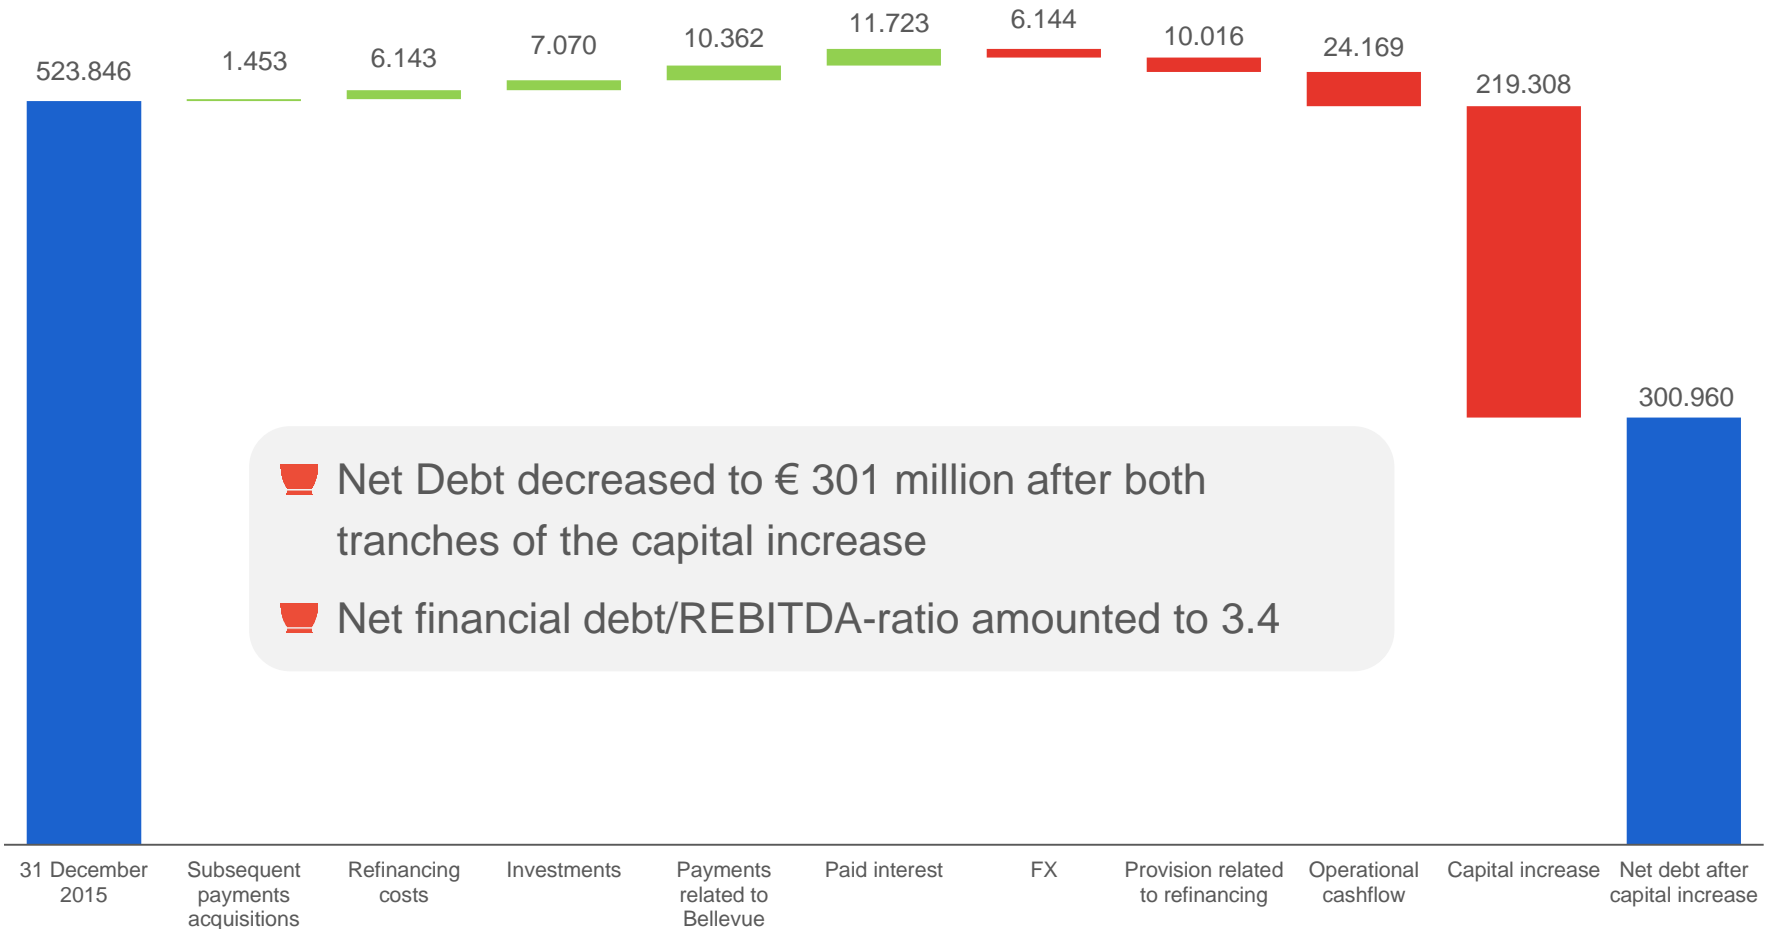 523.846
1.453
6.143
7.070
10.362
11.723
6.144
10.016
24.169
219.308
300.960
Net Debt decreased to € 301 million after both
tranches of the capital increase
Net financial debt/REBITDA-ratio amounted to 3.4
31 December
2015
Subsequent
payments
acquisitions
Refinancing
costs
Investments
Payments
related to
Bellevue
Paid interest
FX
Provision related
to refinancing
Operational
cashflow
Capital increase
Net debt after
capital increase